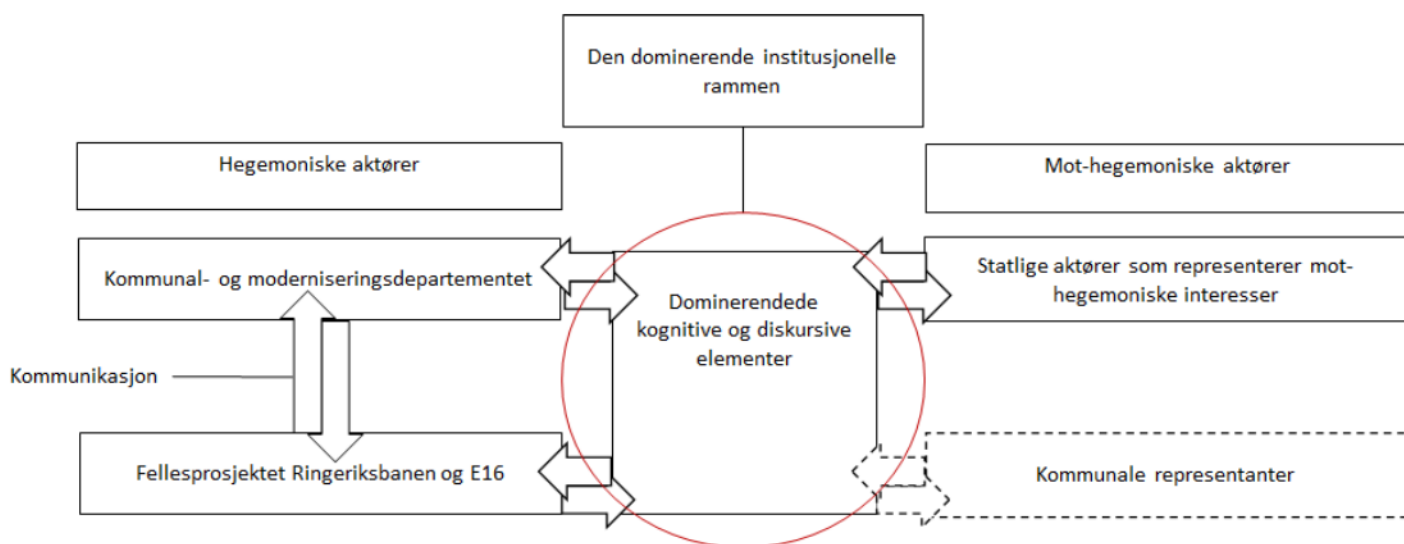 Den dominerende institusjonelle
rammen
Hegemoniske aktører
Mot-hegemoniske aktører
Kommunal- og moderniseringsdepartementet
Statlige aktører som representerer mot-
hegemoniske interesser
Dominerendede
kognitive og diskursive
elementer
Kommunikasjon
Fellesprosjektet Ringeriksbanen og E16
Kommunale representanter